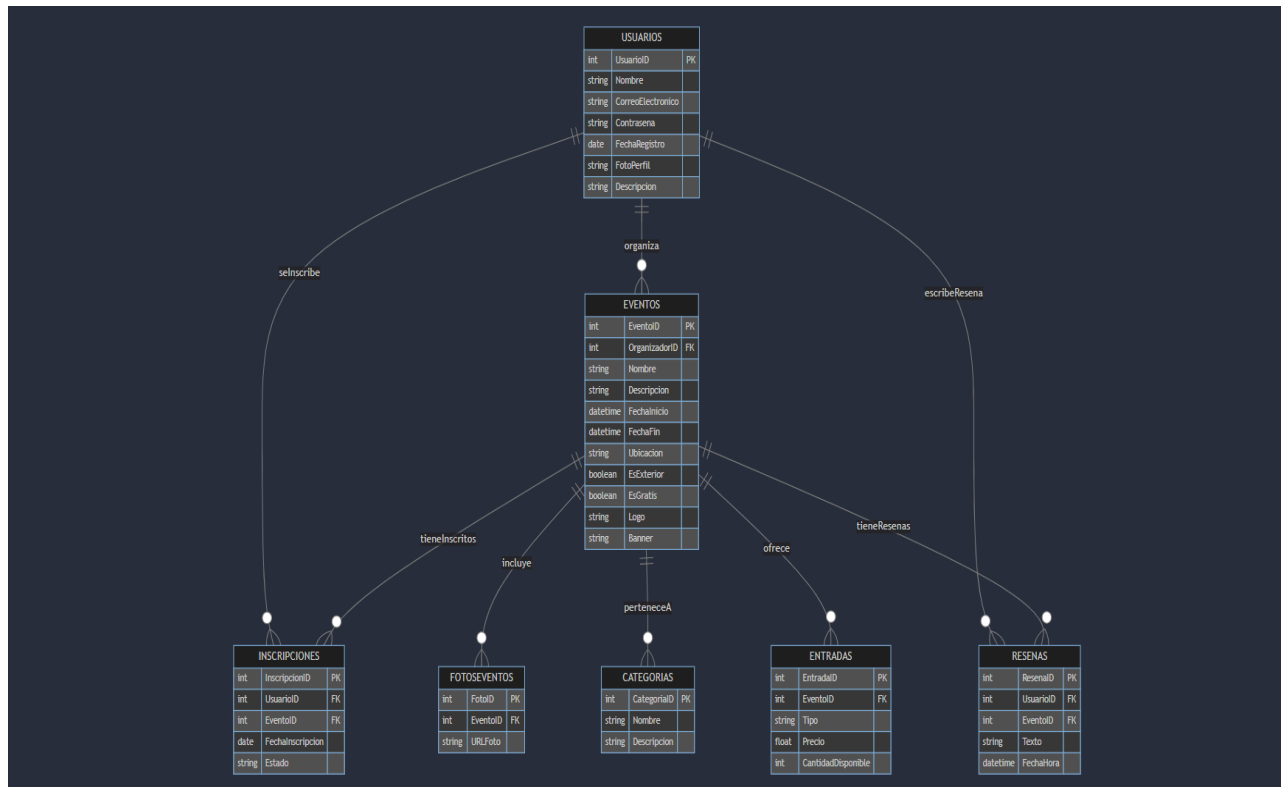 USUARIOS
int UsuarioID PK
string Nombre
string CorreoElectronico
string Contrasena
date FechaRegistro
string FotoPerfil
string Descripcion
seInscribe
organiza
escribeResena
EVENTOS
int EventoID PK
int OrganizadorID FK
string Nombre
string Descripcion
datetime FechaInicio
datetime FechaFin
string Ubicacion
boolean EsExterior
boolean EsGratis
string Logo
string Banner
tieneInscritos
incluye
perteneceA
ofrece
tieneResenas
INSCRIPCIONES
int InscripcionID PK
int UsuarioID FK
int EventoID FK
date FechaInscripcion
string Estado
FOTOSEVENTOS
int FotoID PK
int EventoID FK
string URLFoto
CATEGORIAS
int CategoriaID PK
string Nombre
string Descripcion
ENTRADAS
int EntradaID PK
int EventoID FK
string Tipo
float Precio
int CantidadDisponible
RESENAS
int ResenaID PK
int UsuarioID FK
int EventoID FK
string Texto
datetime FechaHora